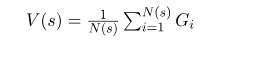 $V(s) = \frac{1}{N(s)} \sum_{i=1}^{N(s)} G_i$